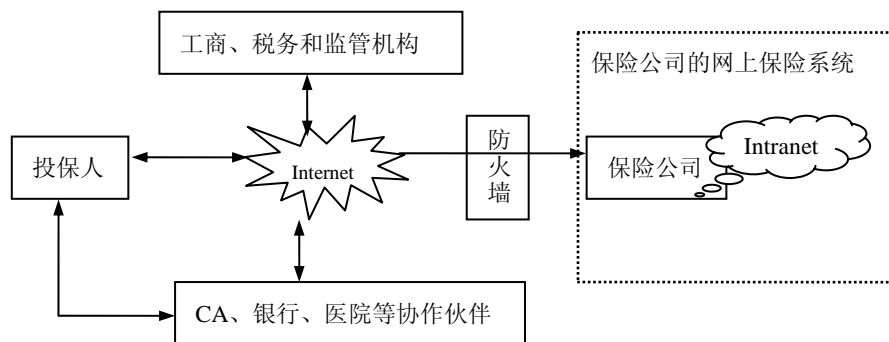 工商、税务和监管机构
保险公司的网上保险系统
投保人
Internet
防
火
墙
保险公司
Intranet
CA、银行、医院等协作伙伴